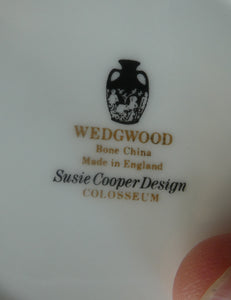 WEDGWOOD
Bone China
Made in England
Susie Cooper Design
COLOSSEUM